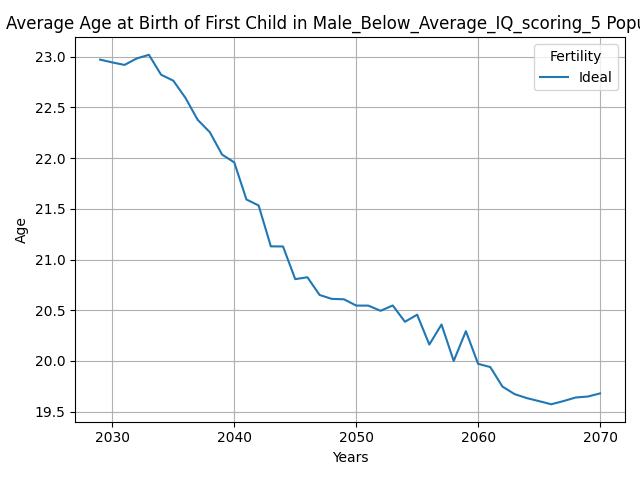 Average Age at Birth of First Child in Male_Below_Average_IQ_scoring_5
Fertility
Ideal
23.0
22.5
22.0
21.5
21.0
20.5
20.0
19.5
Age
2030 2040 2050 2060 2070
Years